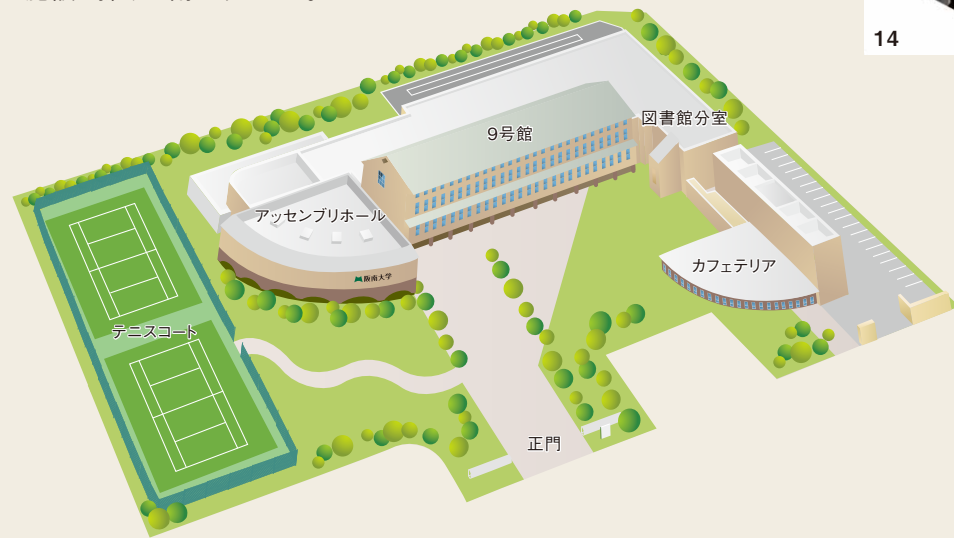 14
図書館分室
9号館
アッセンブリホール
カフェテリア
阪南大学
テニスコート
正門